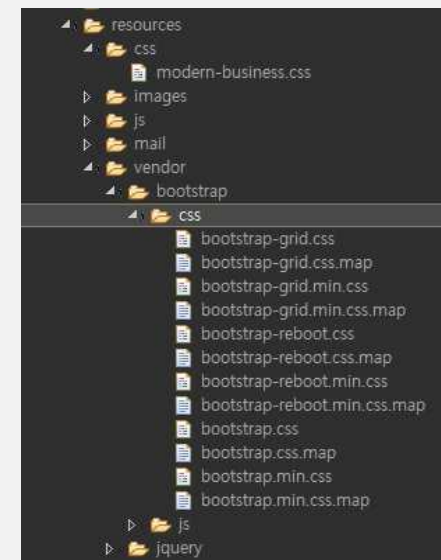 resources
css
modern-business.css
images
js
mail
vendor
bootstrap
css
bootstrap-grid.css
bootstrap-grid.css.map
bootstrap-grid.min.css
bootstrap-grid.min.css.map
bootstrap-reboot.css
bootstrap-reboot.css.map
bootstrap-reboot.min.css
bootstrap-reboot.min.css.map
bootstrap.css
bootstrap.css.map
bootstrap.min.css
bootstrap.min.css.map
js
jquery